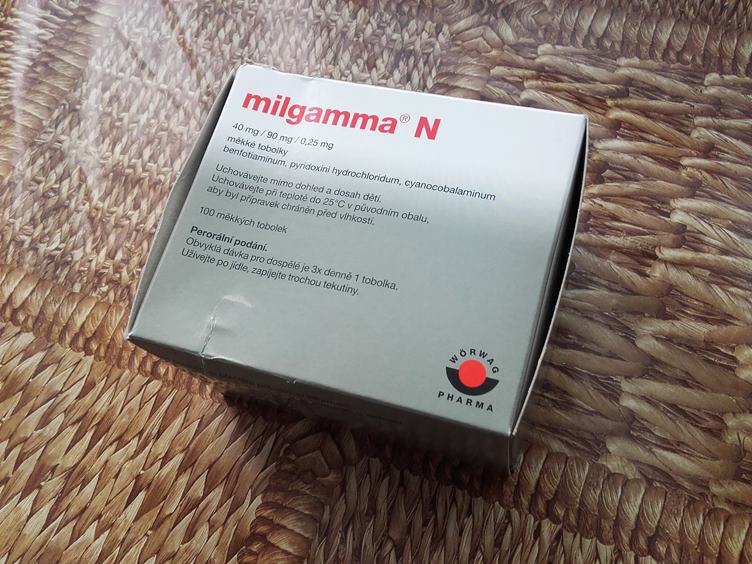 milgamma® N
40 mg / 90 mg / 0,25 mg
měkké tobolky
benfotiaminum, pyridoxini hydrochloridum, cyanocobalaminum
Uchovávejte mimo dohled a dosah dětí.
Uchovávejte při teplotě do 25°C v původním obalu,
aby byl přípravek chráněn před vlhkostí.
100 měkkých tobolek
Perorální podání.
Obvyklá dávka pro dospělé je 3x denně 1 tobolka.
Užívejte po jídle, zapíjejte trochou tekutiny.
WÖRWAG
PHARMA